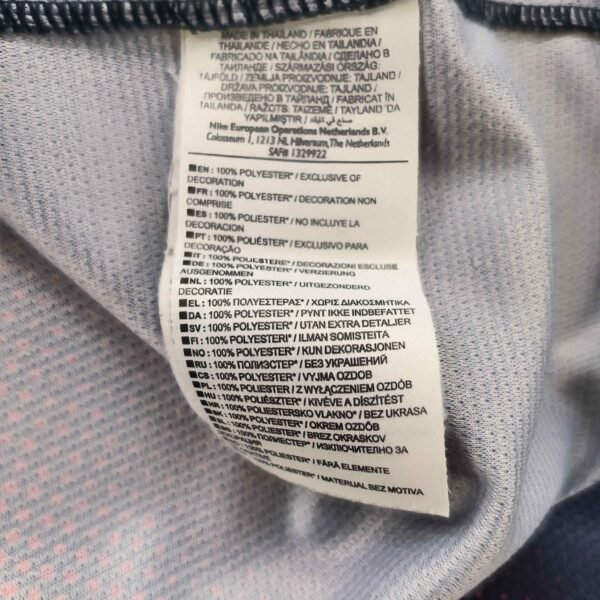 MADE IN THAILAND / FABRIQUE EN
THAILANDE / HECHO EN TAILANDIA /
FABRICADO NA TAILÂNDIA / СДЕЛАНО В
ТАИЛАНДЕ / SZÁRMAZÁSI ORSZÁG:
TÁJFÖLD / ZEMLJA PROIZVODNJE: TAJLAND /
DRŽAVA PROIZVODNJE: TAJLAND /
ПРОИЗВЕДЕНО В ТАЙЛАНД / FABRICAT ÎN
TAILANDA / RAŽOTS. TAIZEMĒ / TAYLAND 'DA
YAPILMIŞTIR / صنع في تايلاند
Nike European Operations Netherlands B.V.
Colosseum 1, 1213 NL Hilversum, The Netherlands
SAF# 1329922
EN : 100% POLYESTER* / EXCLUSIVE OF
DECORATION
FR : 100% POLYESTER* / DECORATION NON
COMPRISE
ES : 100% POLYESTER* / NO INCLUYE LA
DECORACION
PT : 100% POLIÉSTER* / EXCLUSIVO PARA
DECORAÇÃO
IT : 100% POLIESTERE* / DECORAZIONI ESCLUSE
DE : 100% POLYESTER* / VERZIERUNG
AUSGENOMMEN
NL : 100% POLYESTER* / UITGEZONDERD
DECORATIE
EL : 100% ΠΟΛΥΕΣΤΕΡΑΣ* / ΧΩΡΙΣ ΔΙΑΚΟΣΜΗΤΙΚΑ
DA : 100% POLYESTER* / PYNT IKKE INDBEFATTET
SV : 100% POLYESTER* / UTAN EXTRA DETALJER
FI : 100% POLYESTERI* / ILMAN SOMISTEITA
NO : 100% POLYESTER* / KUN DEKORASJONEN
RU : 100% ПОЛИЭСТЕР* / БЕЗ УКРАШЕНИЙ
CS : 100% POLYESTER* / VYJMA OZDOB
PL : 100% POLIESTER / Z WYŁĄCZENIEM OZDÓB
HU : 100% POLIÉSZTER* / KIVÉVE A DÍSZÍTÉST
HR : 100% POLIESTERSKO VLAKNO* / BEZ UKRASA
SK : 100% POLYESTER* / OKREM OZDÔB
SL : 100% POLIESTER* / BREZ OKRASKOV
100% ПОЛИЕСТЕР* / ИЗКЛЮЧИТЕЛНО ЗА
100% POLIESTER* / FĂRĂ ELEMENTE
POLIESTER* / MATERIJAL BEZ MOTIVA